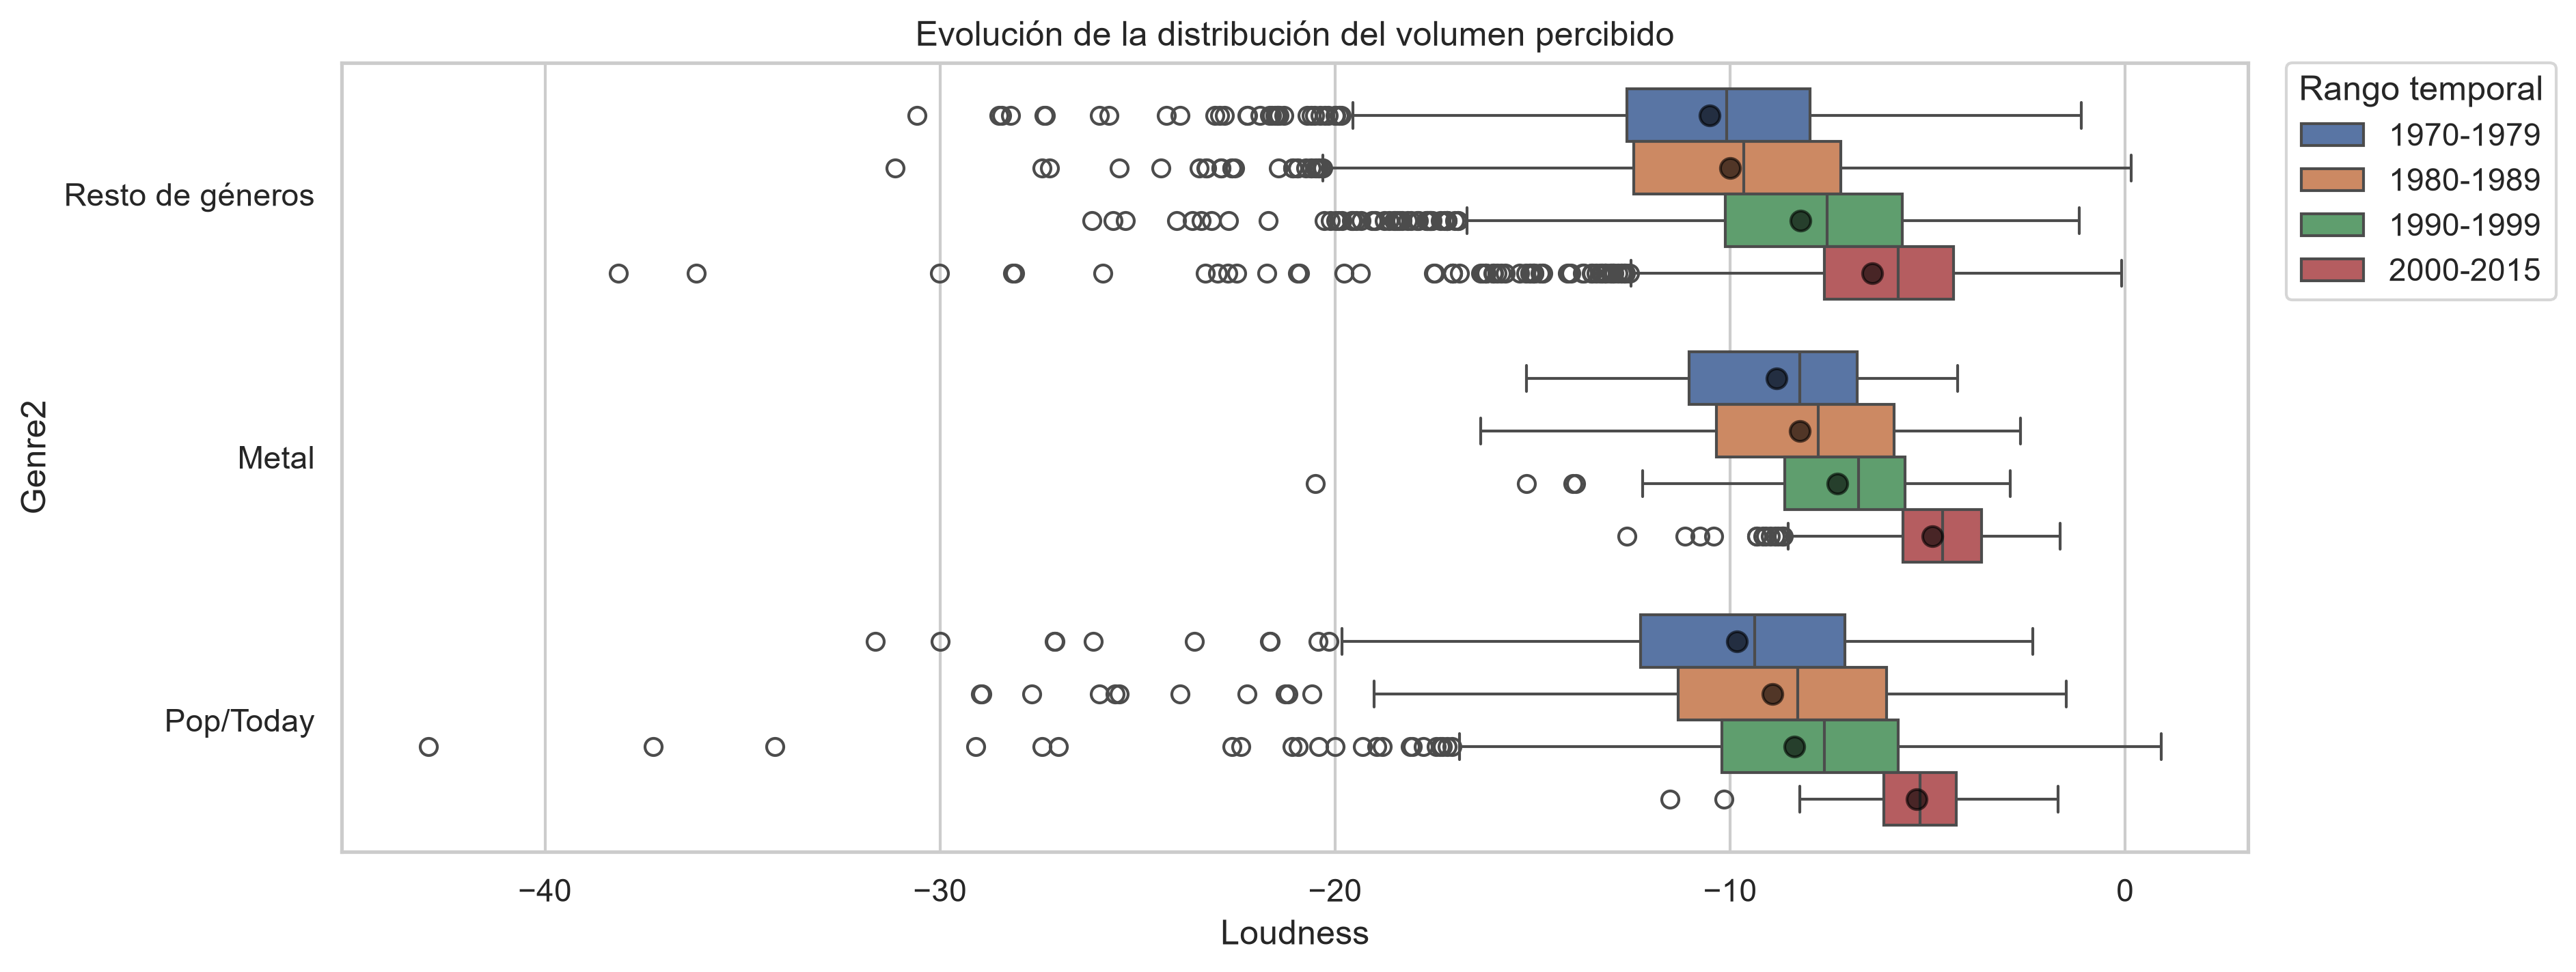 Evolución de la distribución del volumen percibido
Rango temporal
1970-1979
1980-1989
1990-1999
2000-2015
Genre2
Resto de géneros
Metal
Pop/Today
−40
−30
−20
−10
0
Loudness